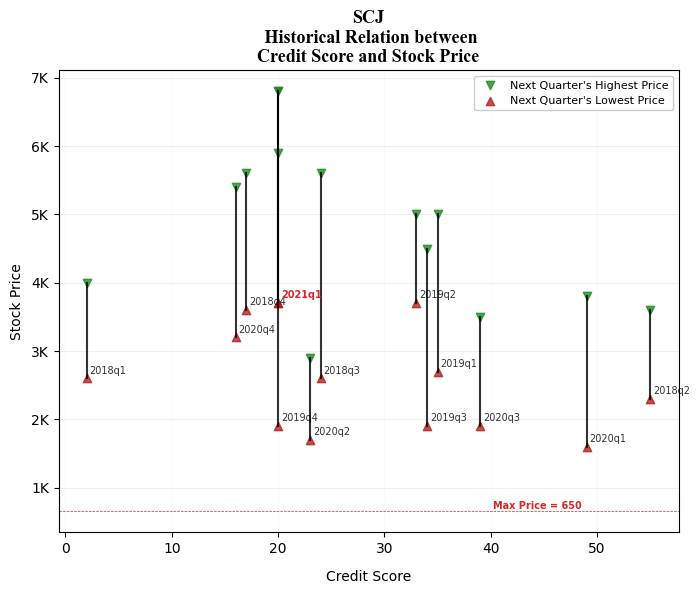 SCJ
Historical Relation between
Credit Score and Stock Price
7K
6K
5K
4K
3K
2K
1K
Stock Price
Next Quarter's Highest Price
Next Quarter's Lowest Price
2018q1
2020q4
2018q4
2021q1
2019q4
2020q2
2018q3
2019q2
2019q3
2019q1
2020q3
2020q1
2018q2
Max Price = 650
0 10 20 30 40 50
Credit Score